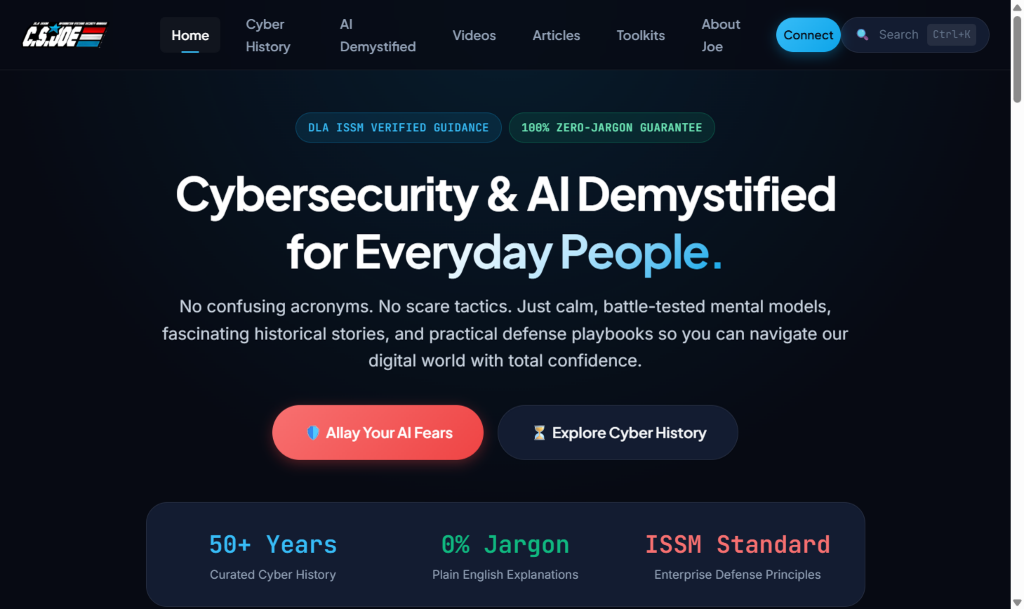 C.S. JOE
Home
Cyber History
AI Demystified
Videos
Articles
Toolkits
About Joe
Connect
Search
Ctrl+K
DLA ISSM VERIFIED GUIDANCE
100% ZERO-JARGON GUARANTEE
Cybersecurity & AI Demystified
for Everyday People.
No confusing acronyms. No scare tactics. Just calm, battle-tested mental models,
fascinating historical stories, and practical defense playbooks so you can navigate our
digital world with total confidence.
Allay Your AI Fears
Explore Cyber History
50+ Years
Curated Cyber History
0% Jargon
Plain English Explanations
ISSM Standard
Enterprise Defense Principles